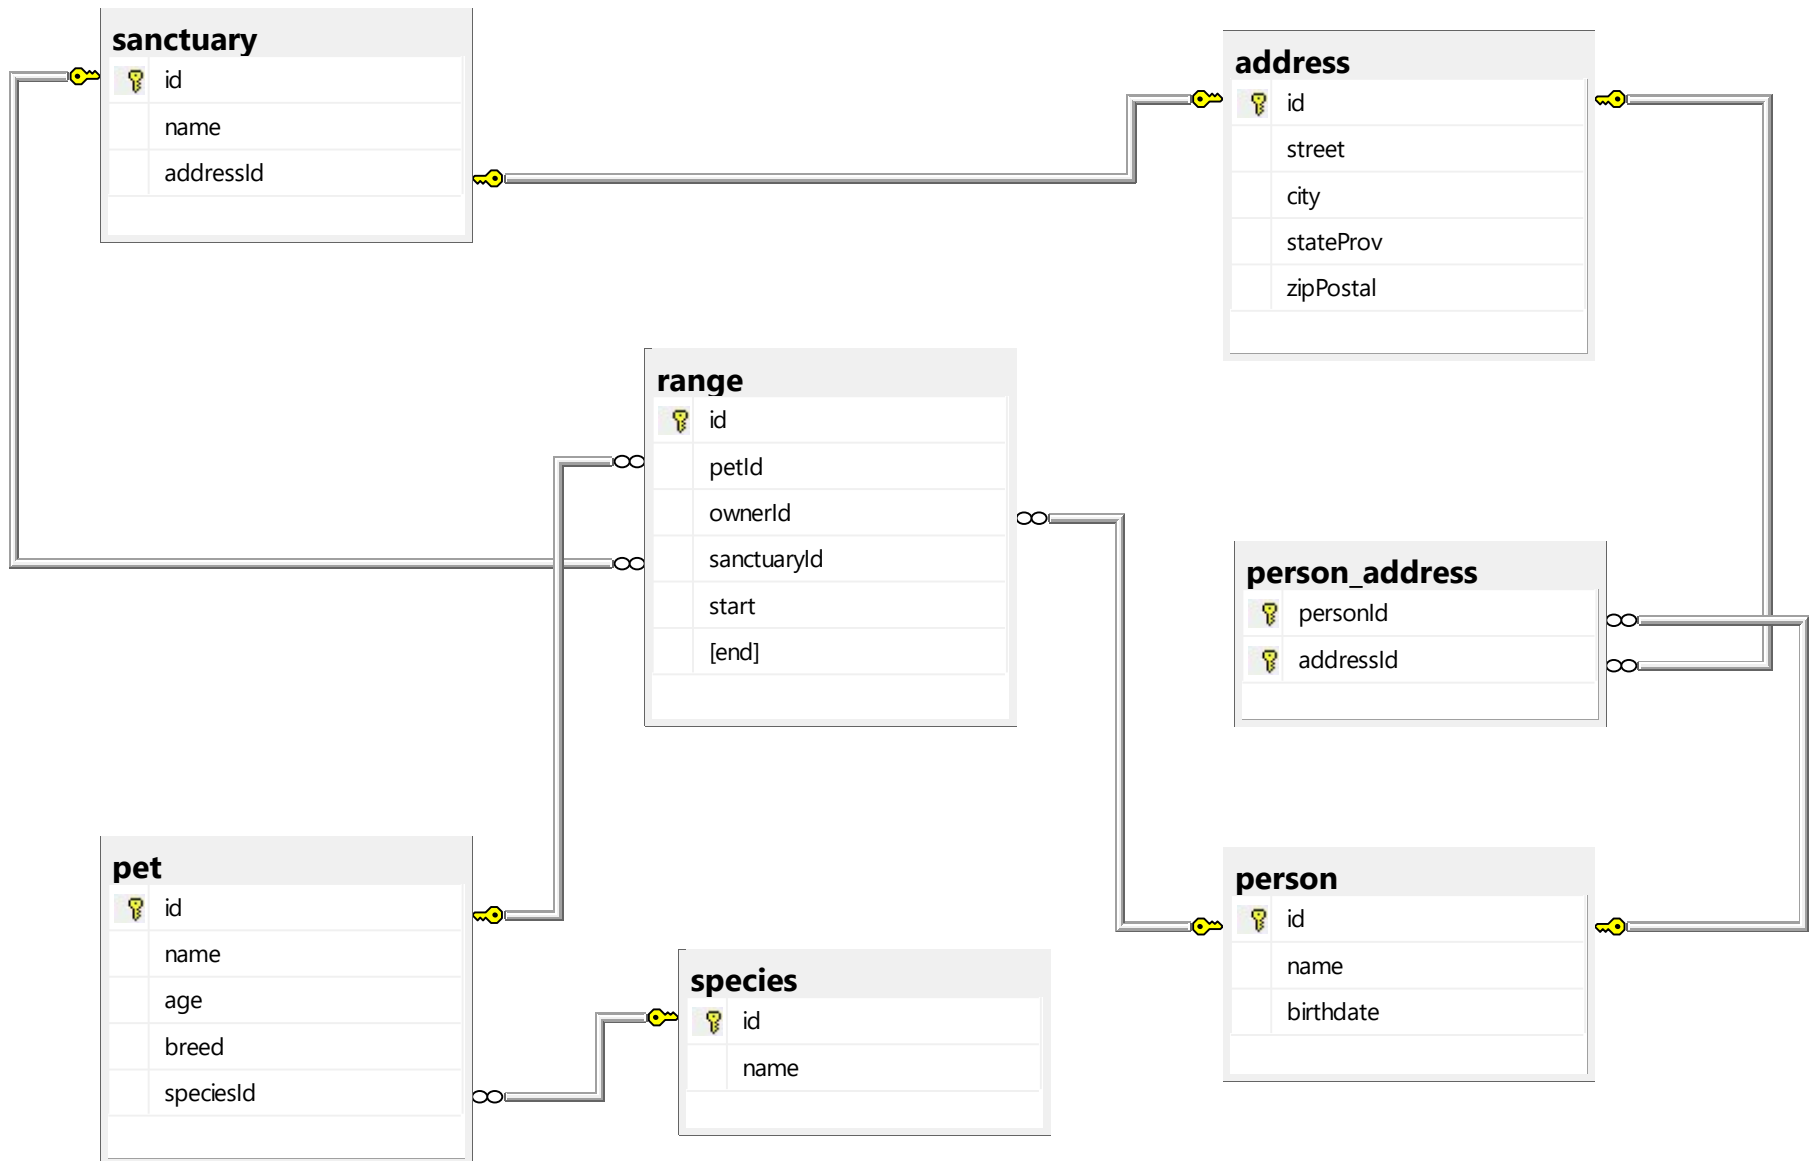 sanctuary
id
name
addressId
address
id
street
city
stateProv
zipPostal
range
id
petId
ownerId
sanctuaryId
start
[end]
person_address
personId
addressId
pet
id
name
age
breed
speciesId
species
id
name
person
id
name
birthdate